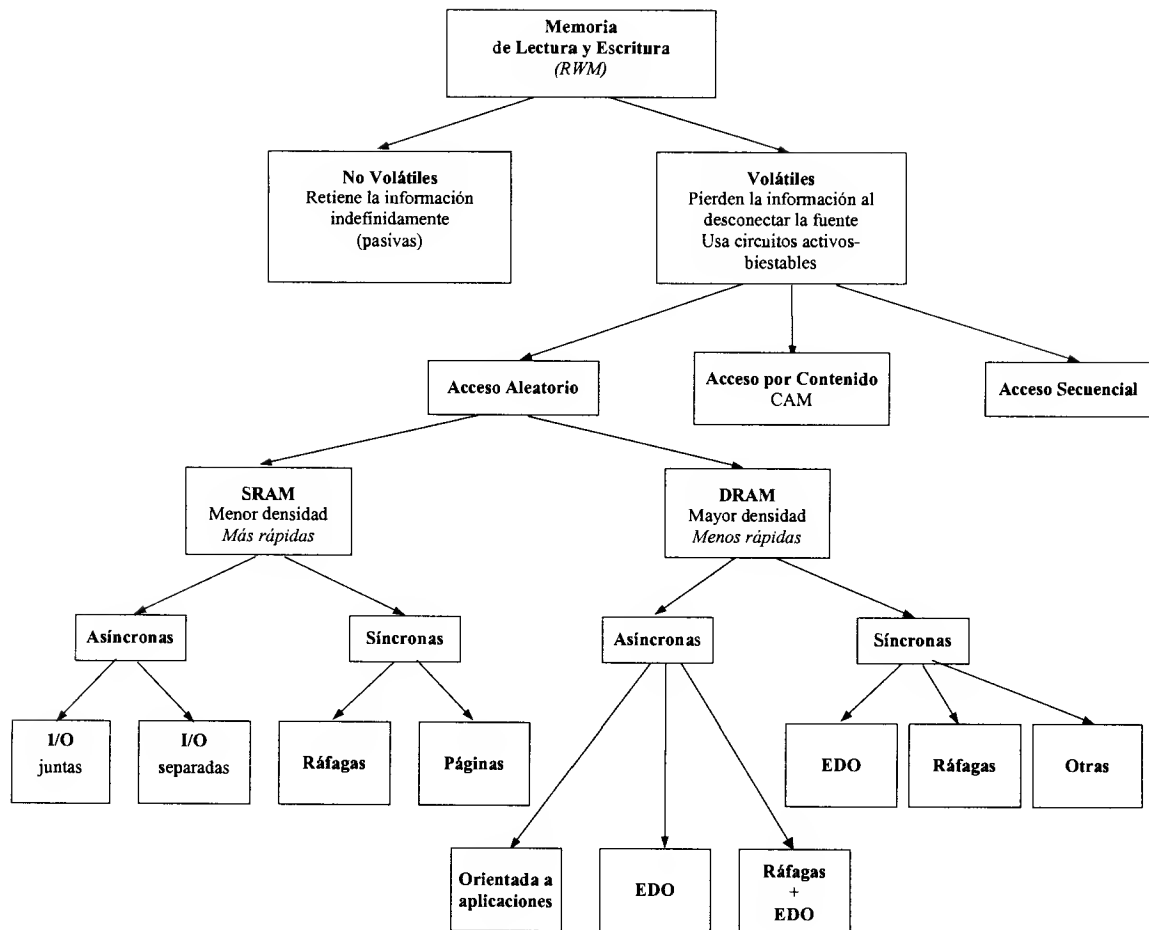 Memoria
de Lectura y Escritura
(RWM)
No Volátiles
Retiene la información
indefinidamente
(pasivas)
Volátiles
Pierden la información al
desconectar la fuente
Usa circuitos activos-
biestables
Acceso Aleatorio
Acceso por Contenido
CAM
Acceso Secuencial
SRAM
Menor densidad
Más rápidas
DRAM
Mayor densidad
Menos rápidas
Asíncronas
Síncronas
Asíncronas
Síncronas
I/O
juntas
I/O
separadas
Ráfagas
Páginas
EDO
Ráfagas
Otras
Orientada a
aplicaciones
EDO
Ráfagas
+
EDO